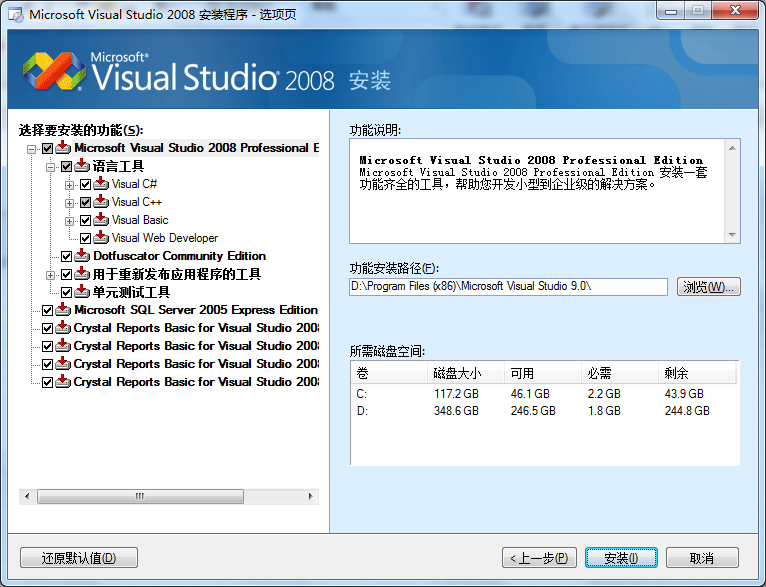 Microsoft Visual Studio 2008 安装程序 - 选项页
Microsoft®
Visual Studio® 2008 安装
选择要安装的功能(S):
Microsoft Visual Studio 2008 Professional E
语言工具
Visual C#
Visual C++
Visual Basic
Visual Web Developer
Dotfuscator Community Edition
用于重新发布应用程序的工具
单元测试工具
Microsoft SQL Server 2005 Express Edition
Crystal Reports Basic for Visual Studio 2008
Crystal Reports Basic for Visual Studio 2008
Crystal Reports Basic for Visual Studio 2008
Crystal Reports Basic for Visual Studio 2008
功能说明:
Microsoft Visual Studio 2008 Professional Edition
Microsoft Visual Studio 2008 Professional Edition 安装一套
功能齐全的工具，帮助您开发小型到企业级的解决方案。
功能安装路径(F):
D:\Program Files (x86)\Microsoft Visual Studio 9.0\
浏览(W)...
所需磁盘空间:
卷 磁盘大小 可用 必需 剩余
C: 117.2 GB 46.1 GB 2.2 GB 43.9 GB
D: 348.6 GB 246.5 GB 1.8 GB 244.8 GB
还原默认值(D)
<上一步(P)
安装(I)
取消